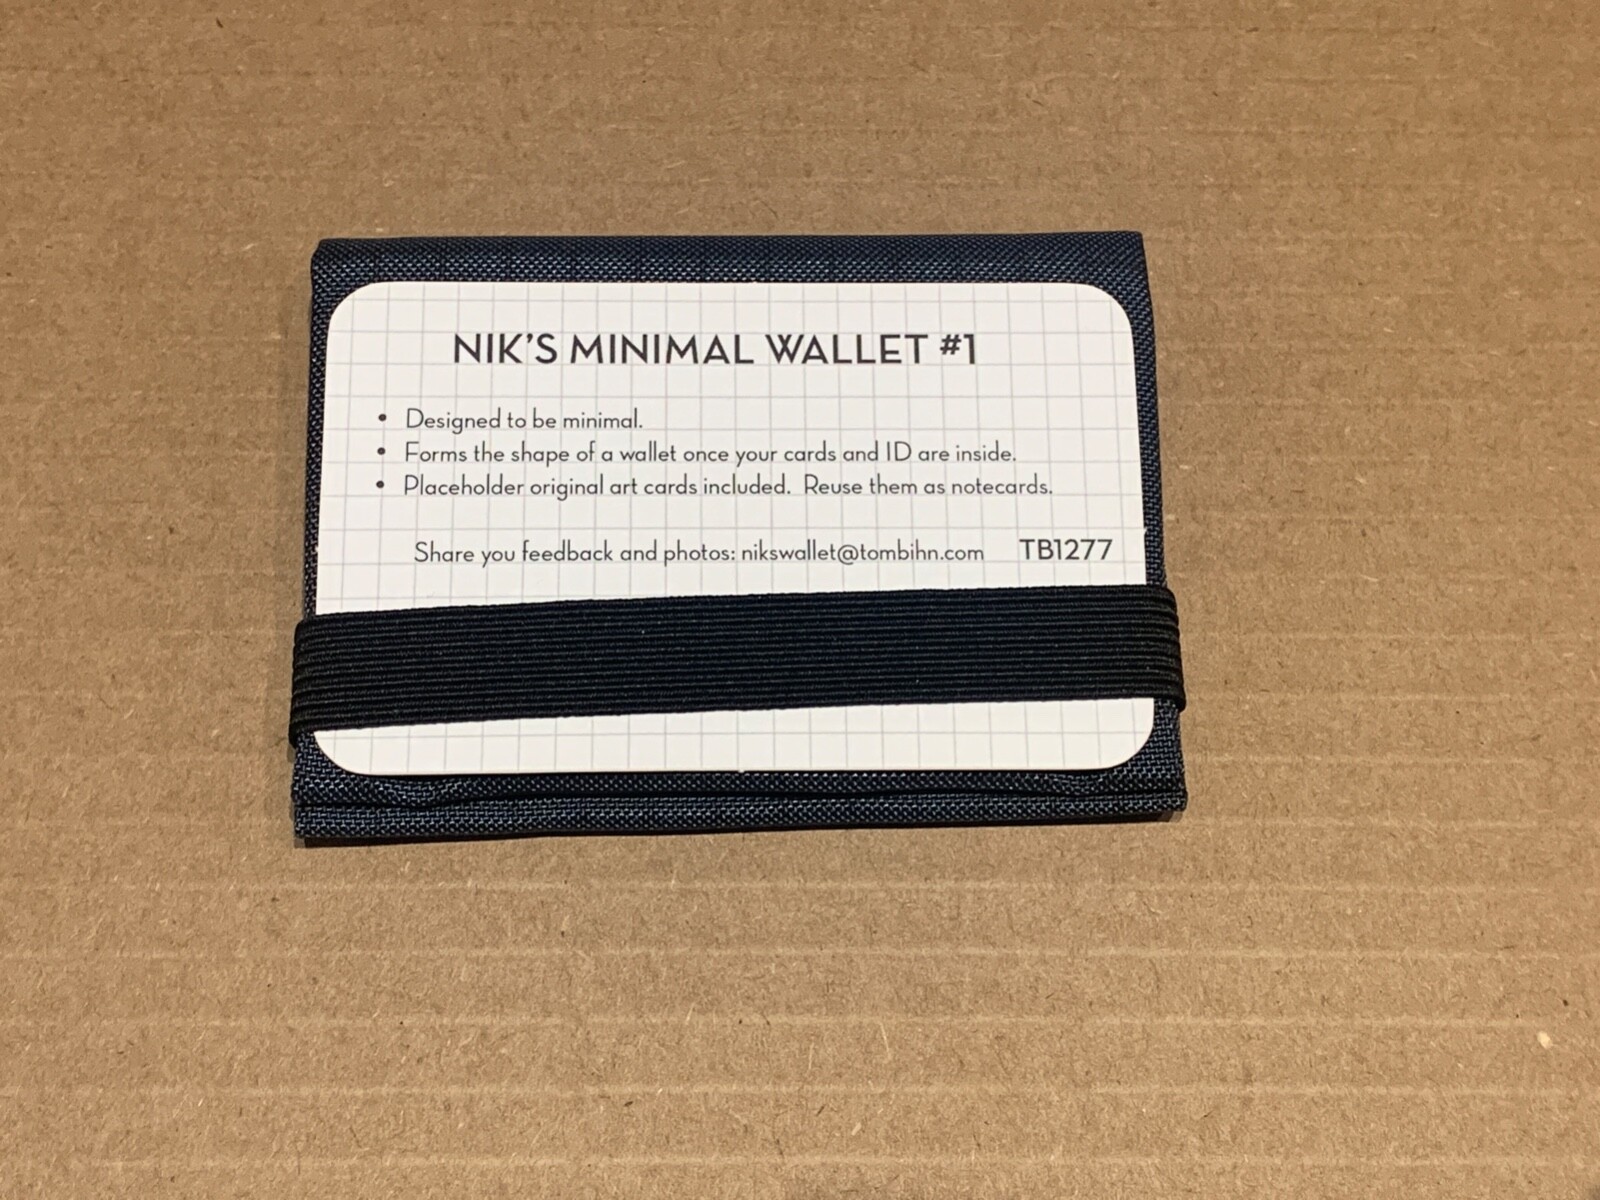 NIK'S MINIMAL WALLET #1
• Designed to be minimal.
• Forms the shape of a wallet once your cards and ID are inside.
• Placeholder original art cards included. Reuse them as notecards.
Share you feedback and photos: nikswallet@tombihn.com TB1277